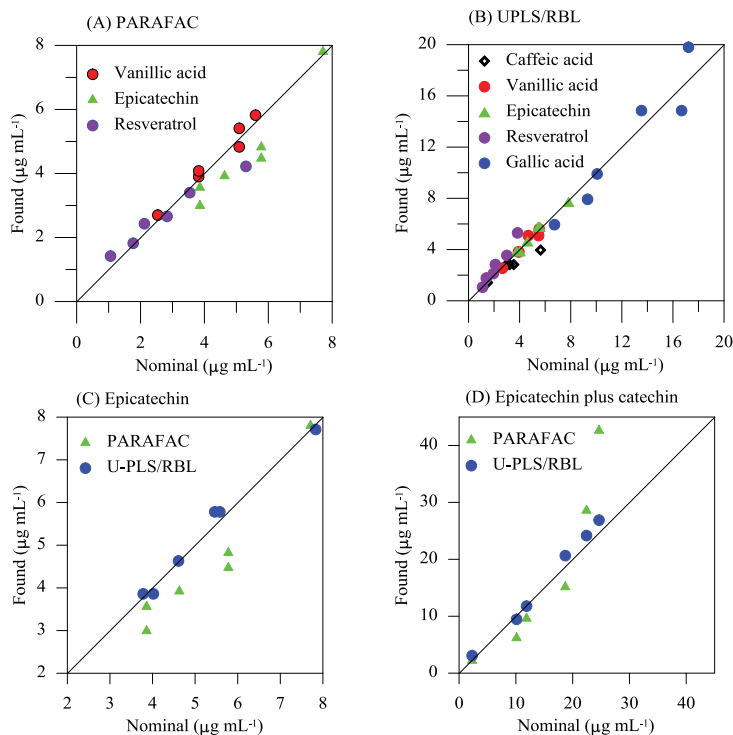 (A) PARAFAC
8
6
4
2
0
Found (μg mL-1)
Vanillic acid
Epicatechin
Resveratrol
0 2 4 6 8
Nominal (μg mL-1)
(B) UPLS/RBL
20
16
12
8
4
0
Found (μg mL-1)
Caffeic acid
Vanillic acid
Epicatechin
Resveratrol
Gallic acid
0 4 8 12 16 20
Nominal (μg mL-1)
(C) Epicatechin
8
7
6
5
4
3
2
Found (μg mL-1)
PARAFAC
U-PLS/RBL
2 3 4 5 6 7 8
Nominal (μg mL-1)
(D) Epicatechin plus catechin
40
30
20
10
0
Found (μg mL-1)
PARAFAC
U-PLS/RBL
0 10 20 30 40
Nominal (μg mL-1)